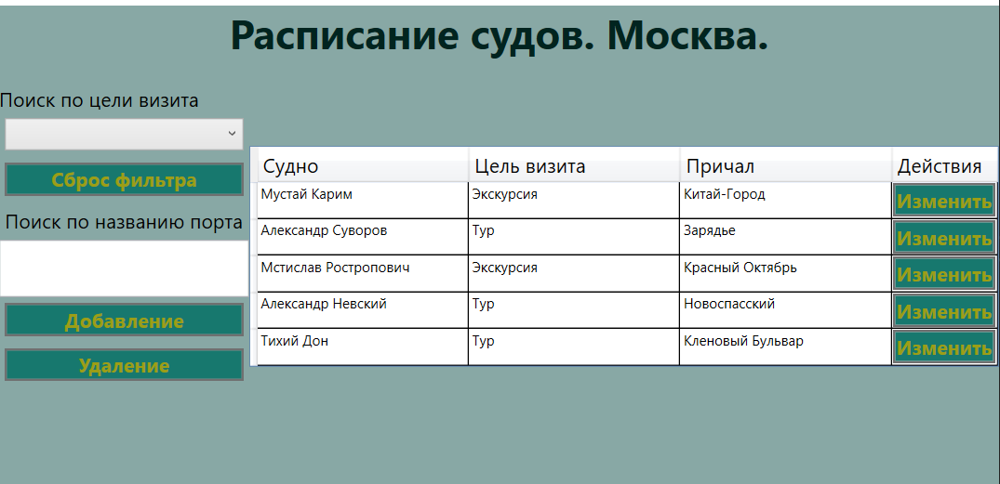 Расписание судов. Москва.
Поиск по цели визита
Сброс фильтра
Поиск по названию порта
Добавление
Удаление
Судно Цель визита Причал Действия
Мустай Карим Экскурсия Китай-Город Изменить
Александр Суворов Тур Зарядье Изменить
Мстислав Ростропович Экскурсия Красный Октябрь Изменить
Александр Невский Тур Новоспасский Изменить
Тихий Дон Тур Кленовый Бульвар Изменить